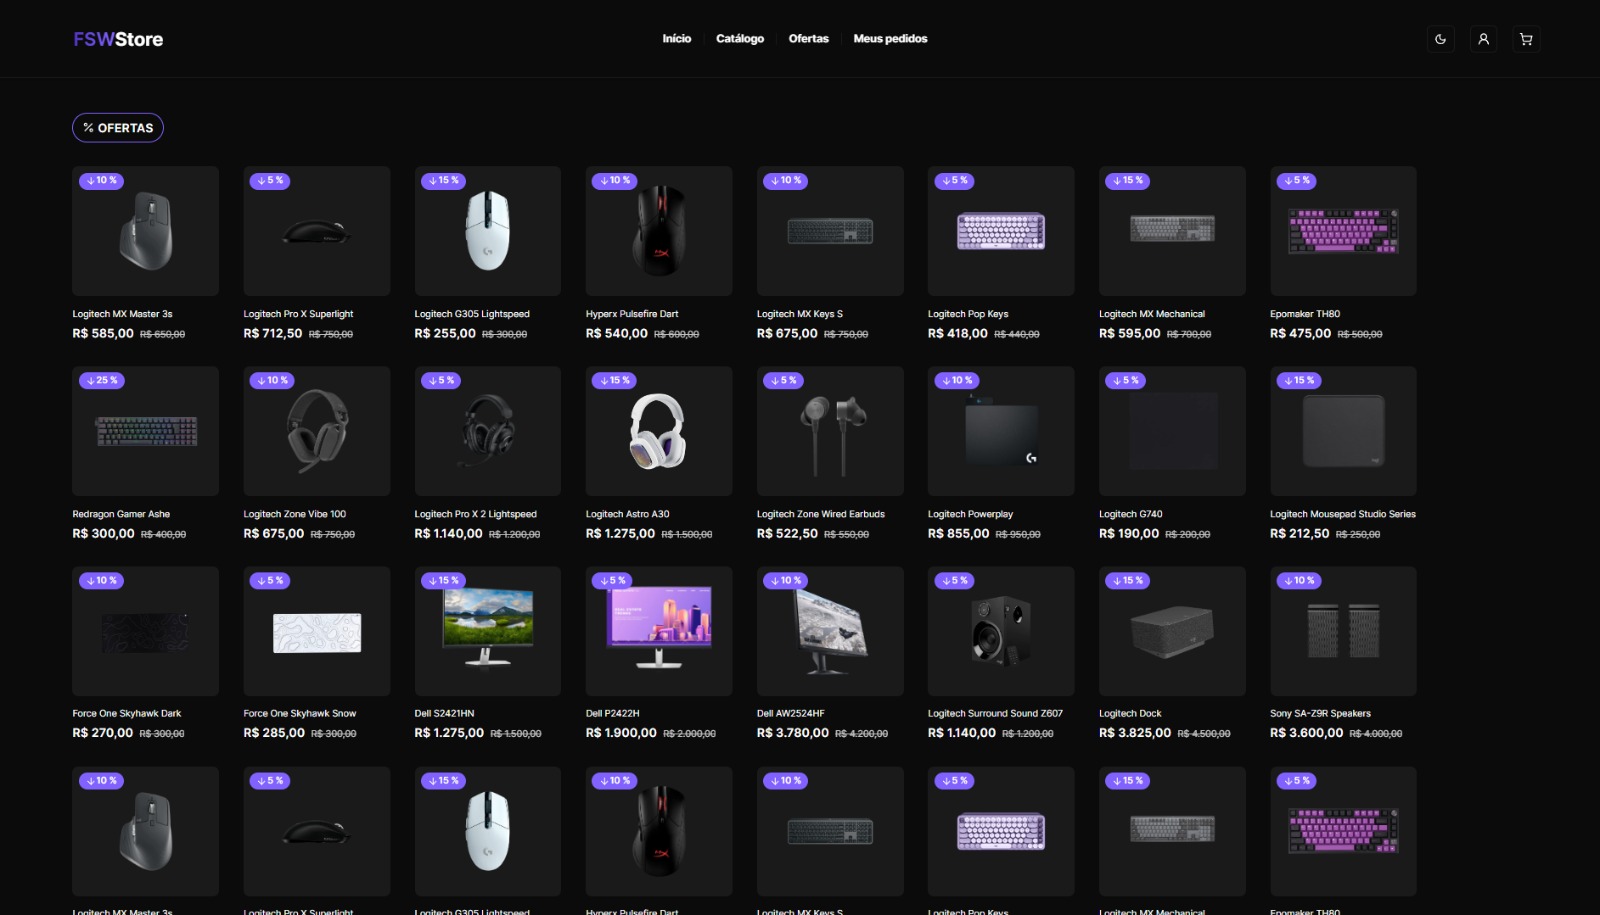 FSWStore
Início Catálogo Ofertas Meus pedidos
% OFERTAS
10 % 5 % 15 % 10 % 10 % 5 % 15 % 5 %
Logitech MX Master 3s Logitech Pro X Superlight Logitech G305 Lightspeed Hyperx Pulsefire Dart Logitech MX Keys S Logitech Pop Keys Logitech MX Mechanical Epomaker TH80
R$ 585,00 R$ 650,00 R$ 712,50 R$ 750,00 R$ 255,00 R$ 300,00 R$ 540,00 R$ 600,00 R$ 675,00 R$ 750,00 R$ 418,00 R$ 440,00 R$ 595,00 R$ 700,00 R$ 475,00 R$ 500,00
25 % 10 % 5 % 15 % 5 % 10 % 5 % 15 %
Redragon Gamer Ashe Logitech Zone Vibe 100 Logitech Pro X 2 Lightspeed Logitech Astro A30 Logitech Zone Wired Earbuds Logitech Powerplay Logitech G740 Logitech Mousepad Studio Series
R$ 300,00 R$ 400,00 R$ 675,00 R$ 750,00 R$ 1.140,00 R$ 1.200,00 R$ 1.275,00 R$ 1.500,00 R$ 522,50 R$ 550,00 R$ 855,00 R$ 950,00 R$ 190,00 R$ 200,00 R$ 212,50 R$ 250,00
10 % 5 % 15 % 5 % 10 % 5 % 15 % 10 %
Force One Skyhawk Dark Force One Skyhawk Snow Dell S2421HN Dell P2422H Dell AW2524HF Logitech Surround Sound Z607 Logitech Dock Sony SA-Z9R Speakers
R$ 270,00 R$ 300,00 R$ 285,00 R$ 300,00 R$ 1.275,00 R$ 1.500,00 R$ 1.900,00 R$ 2.000,00 R$ 3.780,00 R$ 4.200,00 R$ 1.140,00 R$ 1.200,00 R$ 3.825,00 R$ 4.500,00 R$ 3.600,00 R$ 4.000,00
10 % 5 % 15 % 10 % 10 % 5 % 15 % 5 %
Logitech MX Master 3s Logitech Pro X Superlight Logitech G305 Lightspeed Hyperx Pulsefire Dart Logitech MX Keys S Logitech Pop Keys Logitech MX Mechanical Epomaker TH80